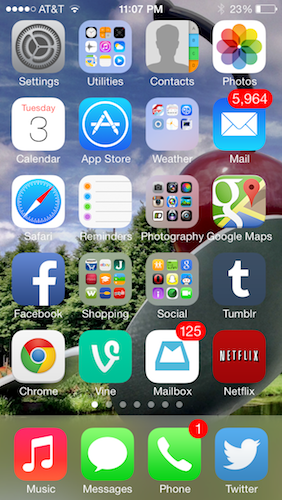 AT&T 11:07 PM 23%
Settings Utilities Contacts Photos
Tuesday 5,964
3
Calendar App Store Weather Mail
Safari Reminders Photography Google Maps
g
f t
Facebook Shopping Social Tumblr
125
NETFLIX
Chrome Vine Mailbox Netflix
1
Music Messages Phone Twitter